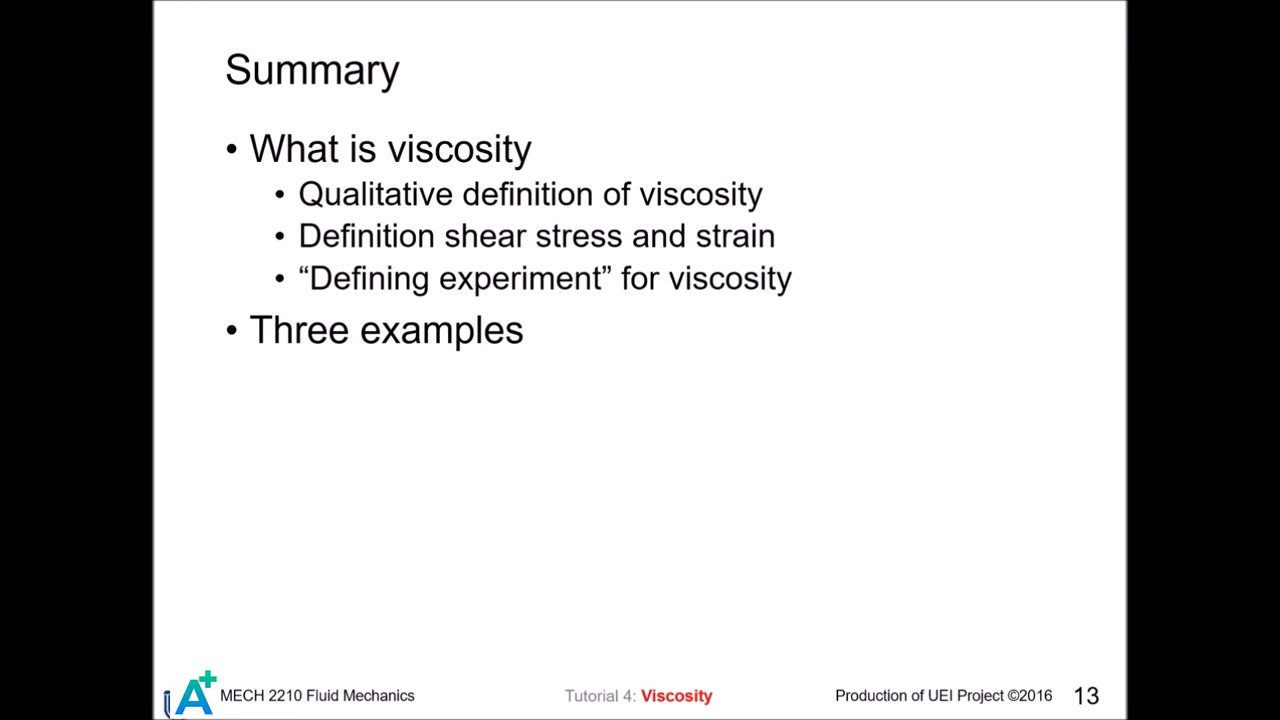 Summary
• What is viscosity
• Qualitative definition of viscosity
• Definition shear stress and strain
• “Defining experiment” for viscosity
• Three examples
A+ MECH 2210 Fluid Mechanics
Tutorial 4: Viscosity
Production of UEI Project ©2016
13